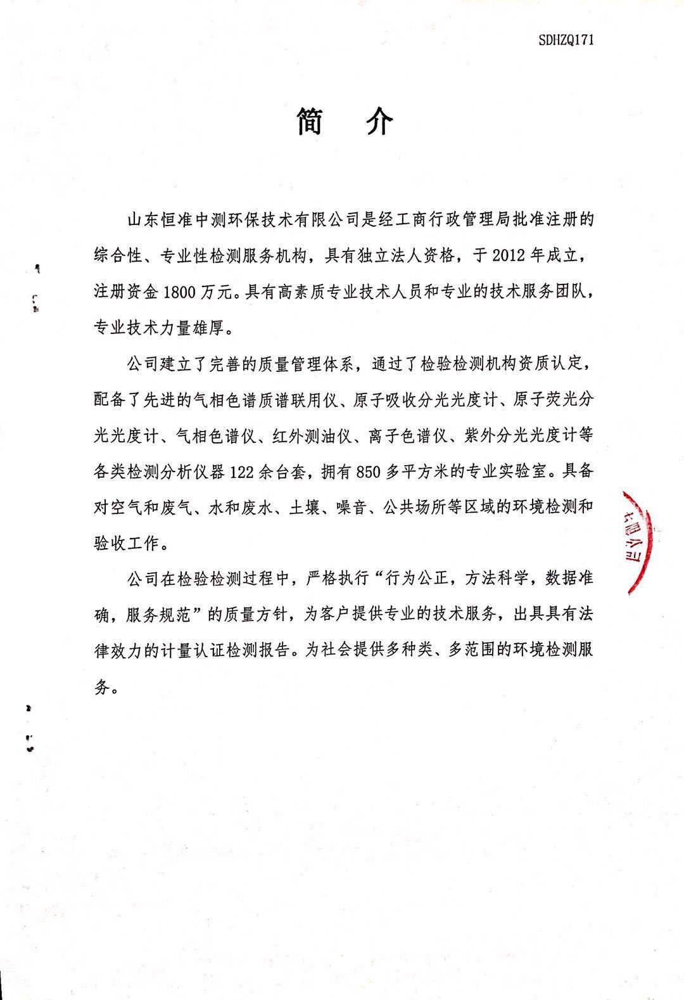 SDHZQ171
简 介
山东恒准中测环保技术有限公司是经工商行政管理局批准注册的
综合性、专业性检测服务机构，具有独立法人资格，于2012年成立，
注册资金1800万元。具有高素质专业技术人员和专业的技术服务团队，
专业技术力量雄厚。
公司建立了完善的质量管理体系，通过了检验检测机构资质认定，
配备了先进的气相色谱质谱联用仪、原子吸收分光光度计、原子荧光分
光光度计、气相色谱仪、红外测油仪、离子色谱仪、紫外分光光度计等
各类检测分析仪器122余台套，拥有850多平方米的专业实验室。具备
对空气和废气、水和废水、土壤、噪音、公共场所等区域的环境检测和
验收工作。
公司在检验检测过程中，严格执行“行为公正，方法科学，数据准
确，服务规范”的质量方针，为客户提供专业的技术服务，出具具有法
律效力的计量认证检测报告。为社会提供多种类、多范围的环境检测服
务。
限公司